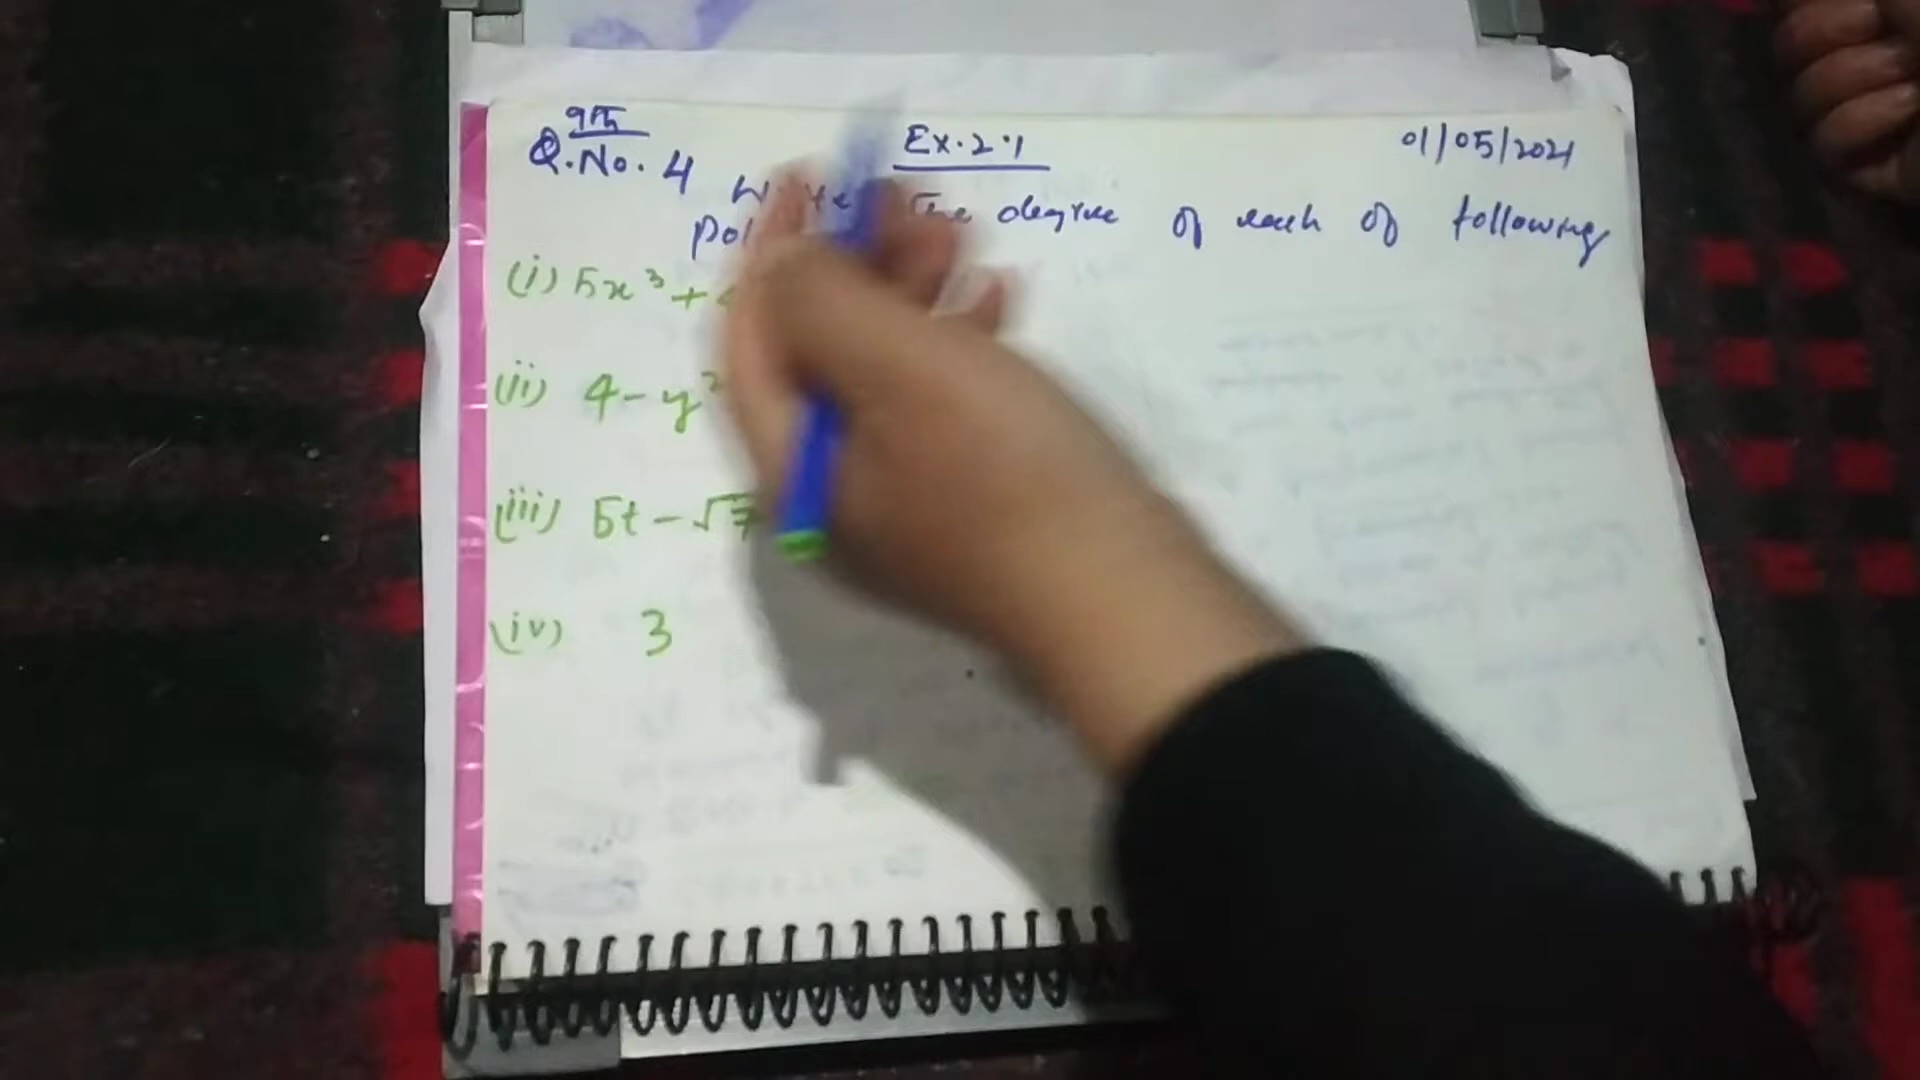 9th
Q.No. 4
Ex. 2.1
01/05/2021
the degree of each of following
(i) 5x³ +
(ii) 4 - y²
(iii) 5t - √7
(iv) 3